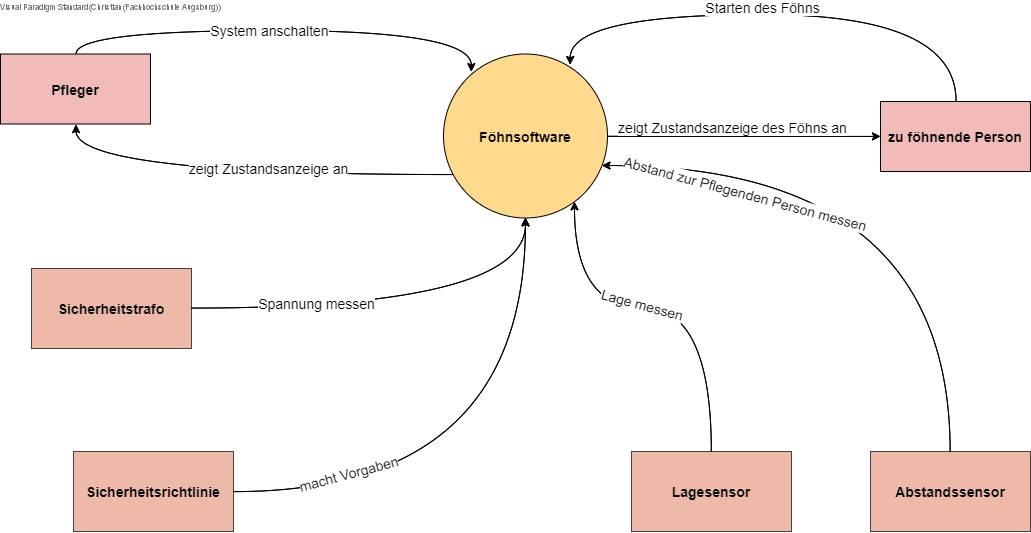 Visual Paradigm Standard(Christian(Fachhochschule Augsburg))
Starten des Föhns
System anschalten
Pfleger
Föhnsoftware
zeigt Zustandsanzeige des Föhns an
zu föhnende Person
zeigt Zustandsanzeige an
Abstand zur Pflegenden Person messen
Sicherheitstrafo
Spannung messen
Lage messen
macht Vorgaben
Sicherheitsrichtlinie
Lagesensor
Abstandssensor